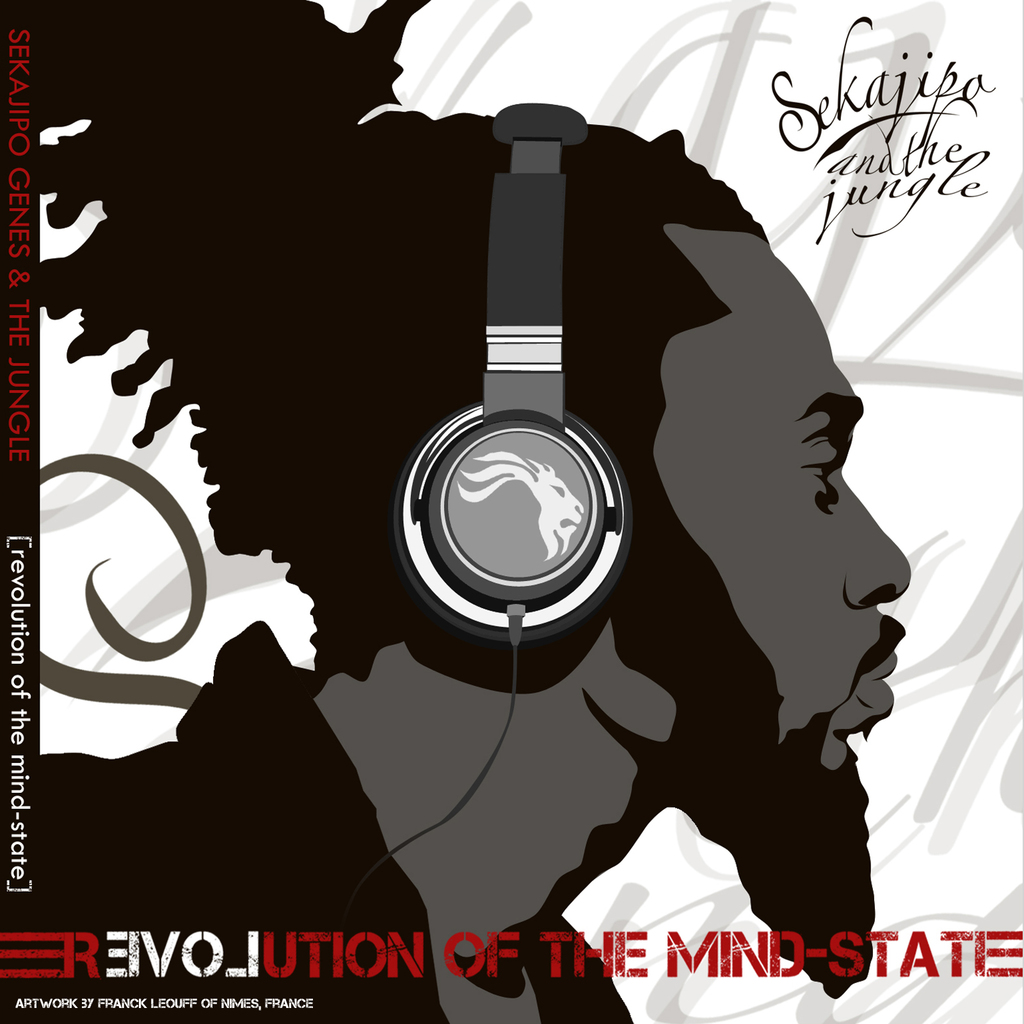 Sekajipo
and the
jungle
SEKAJIPO GENES & THE JUNGLE
[revolution of the mind-state]
REVOLUTION OF THE MIND-STATE
ARTWORK BY FRANCK LEOUFF OF NIMES, FRANCE